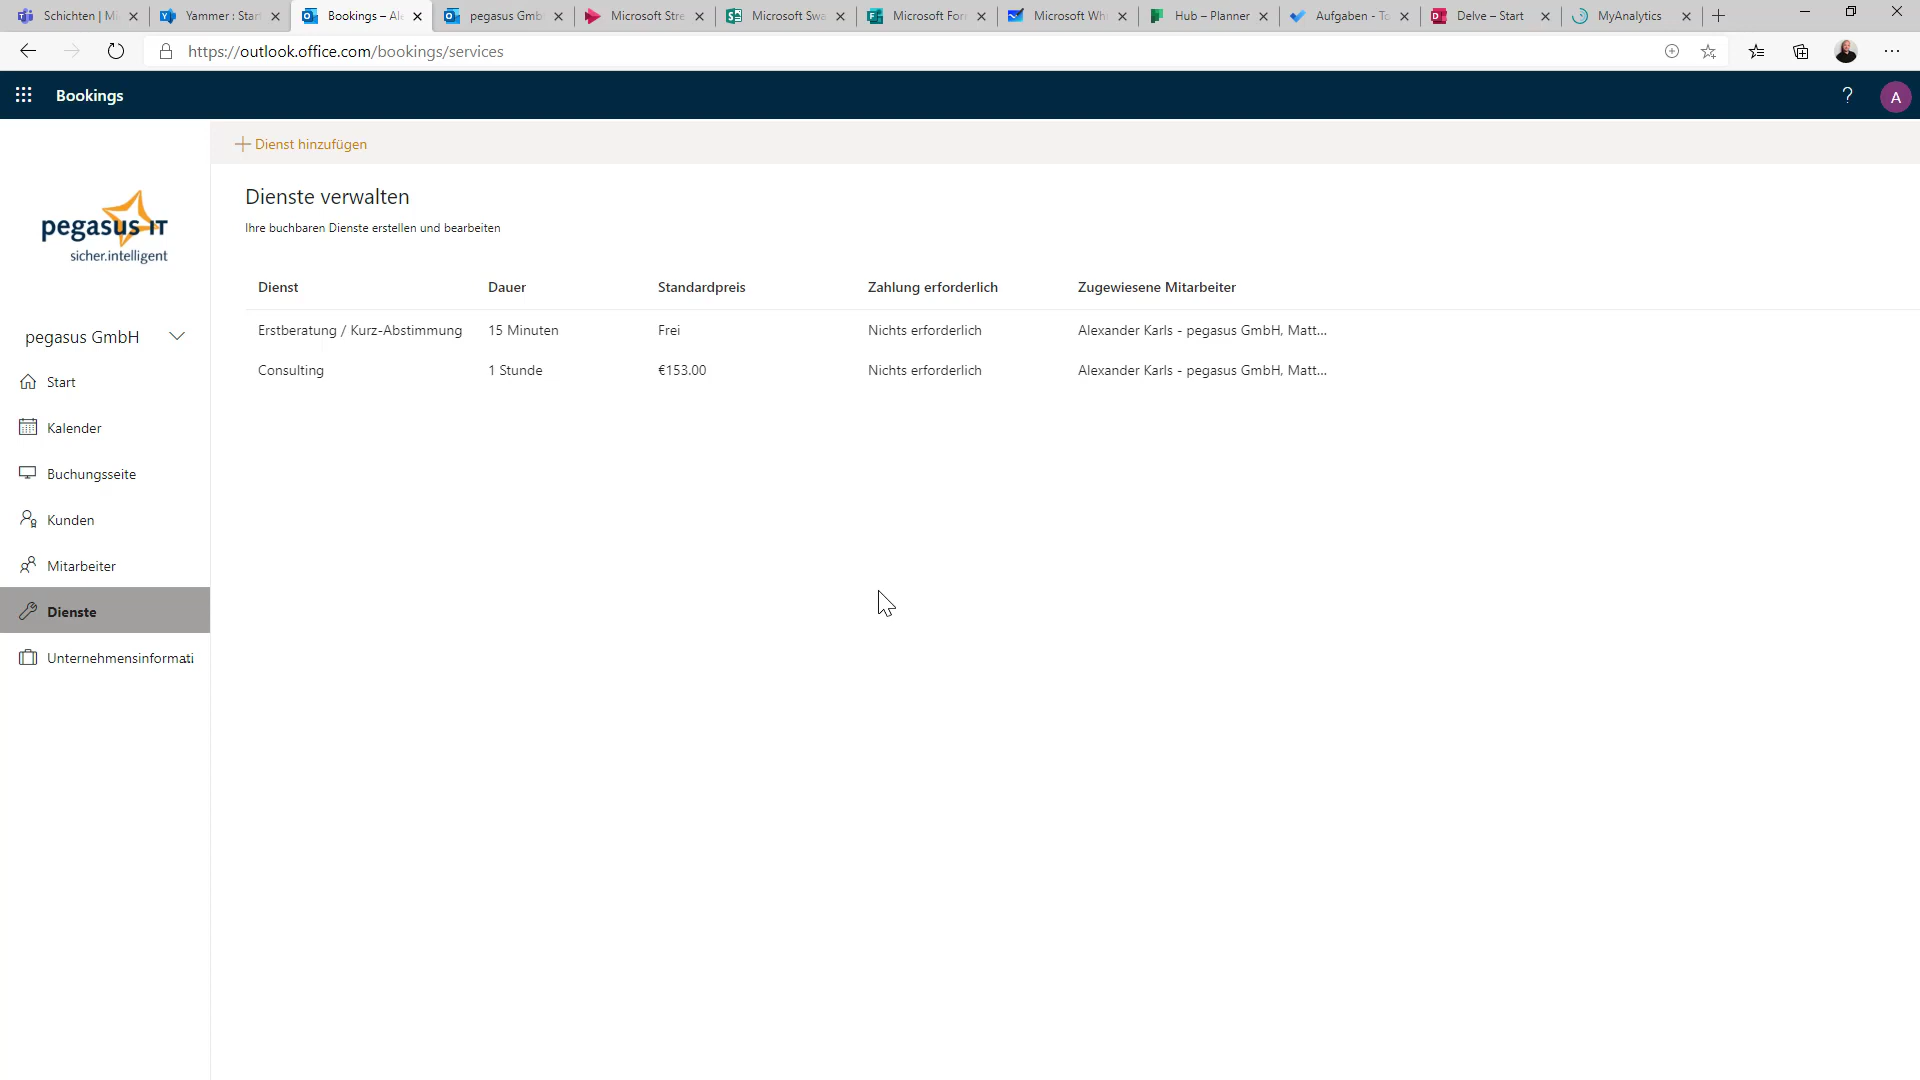 Schichten | Mi
Yammer : Star
Bookings – Al
pegasus Gmb
Microsoft Stre
Microsoft Swa
Microsoft For
Microsoft Wh
Hub – Planner
Aufgaben - To
Delve – Start
MyAnalytics
https://outlook.office.com/bookings/services
Bookings
?
A
Dienst hinzufügen
pegasus IT
sicher.intelligent
pegasus GmbH
Start
Kalender
Buchungsseite
Kunden
Mitarbeiter
Dienste
Unternehmensinformati
Dienste verwalten
Ihre buchbaren Dienste erstellen und bearbeiten
Dienst Dauer Standardpreis Zahlung erforderlich Zugewiesene Mitarbeiter
Erstberatung / Kurz-Abstimmung 15 Minuten Frei Nichts erforderlich Alexander Karls - pegasus GmbH, Matt...
Consulting 1 Stunde €153.00 Nichts erforderlich Alexander Karls - pegasus GmbH, Matt...